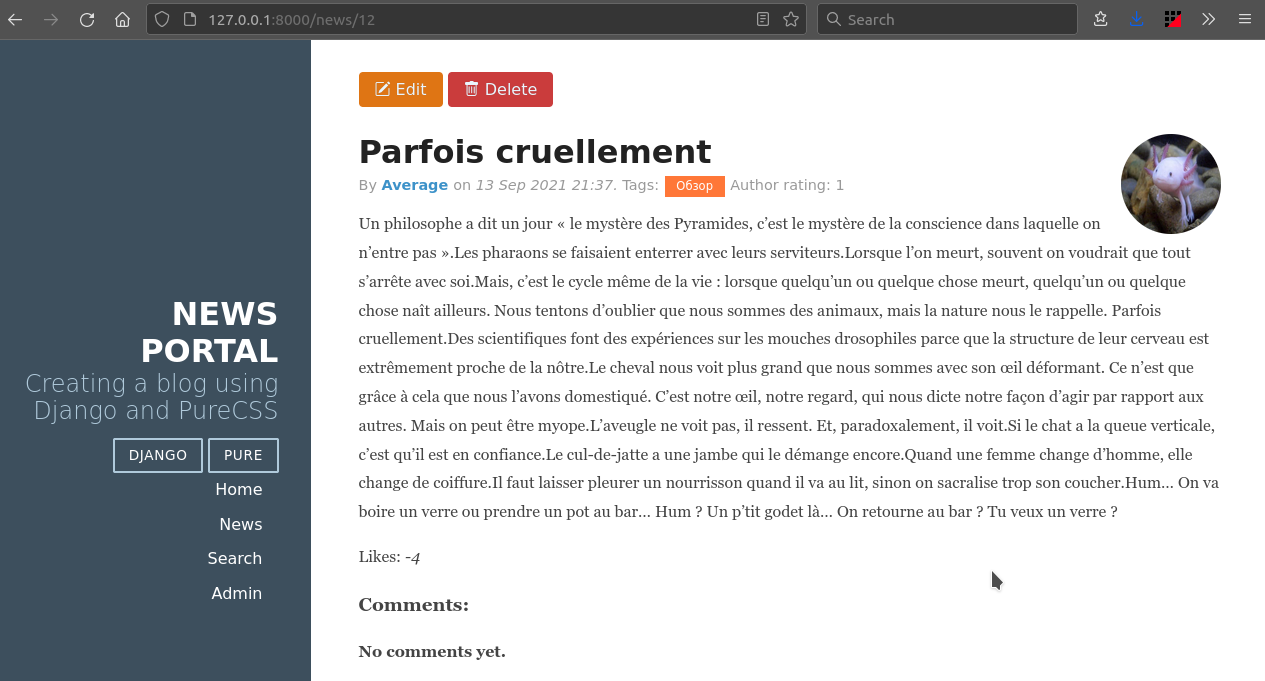 127.0.0.1:8000/news/12
Search
Edit
Delete
Parfois cruellement
By Average on 13 Sep 2021 21:37. Tags: Обзор Author rating: 1
Un philosophe a dit un jour « le mystère des Pyramides, c’est le mystère de la conscience dans laquelle on
n’entre pas ».Les pharaons se faisaient enterrer avec leurs serviteurs.Lorsque l’on meurt, souvent on voudrait que tout
s’arrête avec soi.Mais, c’est le cycle même de la vie : lorsque quelqu’un ou quelque chose meurt, quelqu’un ou quelque
chose naît ailleurs. Nous tentons d’oublier que nous sommes des animaux, mais la nature nous le rappelle. Parfois
cruellement.Des scientifiques font des expériences sur les mouches drosophiles parce que la structure de leur cerveau est
extrêmement proche de la nôtre.Le cheval nous voit plus grand que nous sommes avec son œil déformant. Ce n’est que
grâce à cela que nous l’avons domestiqué. C’est notre œil, notre regard, qui nous dicte notre façon d’agir par rapport aux
autres. Mais on peut être myope.L’aveugle ne voit pas, il ressent. Et, paradoxalement, il voit.Si le chat a la queue verticale,
c’est qu’il est en confiance.Le cul-de-jatte a une jambe qui le démange encore.Quand une femme change d’homme, elle
change de coiffure.Il faut laisser pleurer un nourrisson quand il va au lit, sinon on sacralise trop son coucher.Hum… On va
boire un verre ou prendre un pot au bar… Hum ? Un p’tit godet là… On retourne au bar ? Tu veux un verre ?
Likes: -4
Comments:
No comments yet.
NEWS
PORTAL
Creating a blog using
Django and PureCSS
DJANGO
PURE
Home
News
Search
Admin